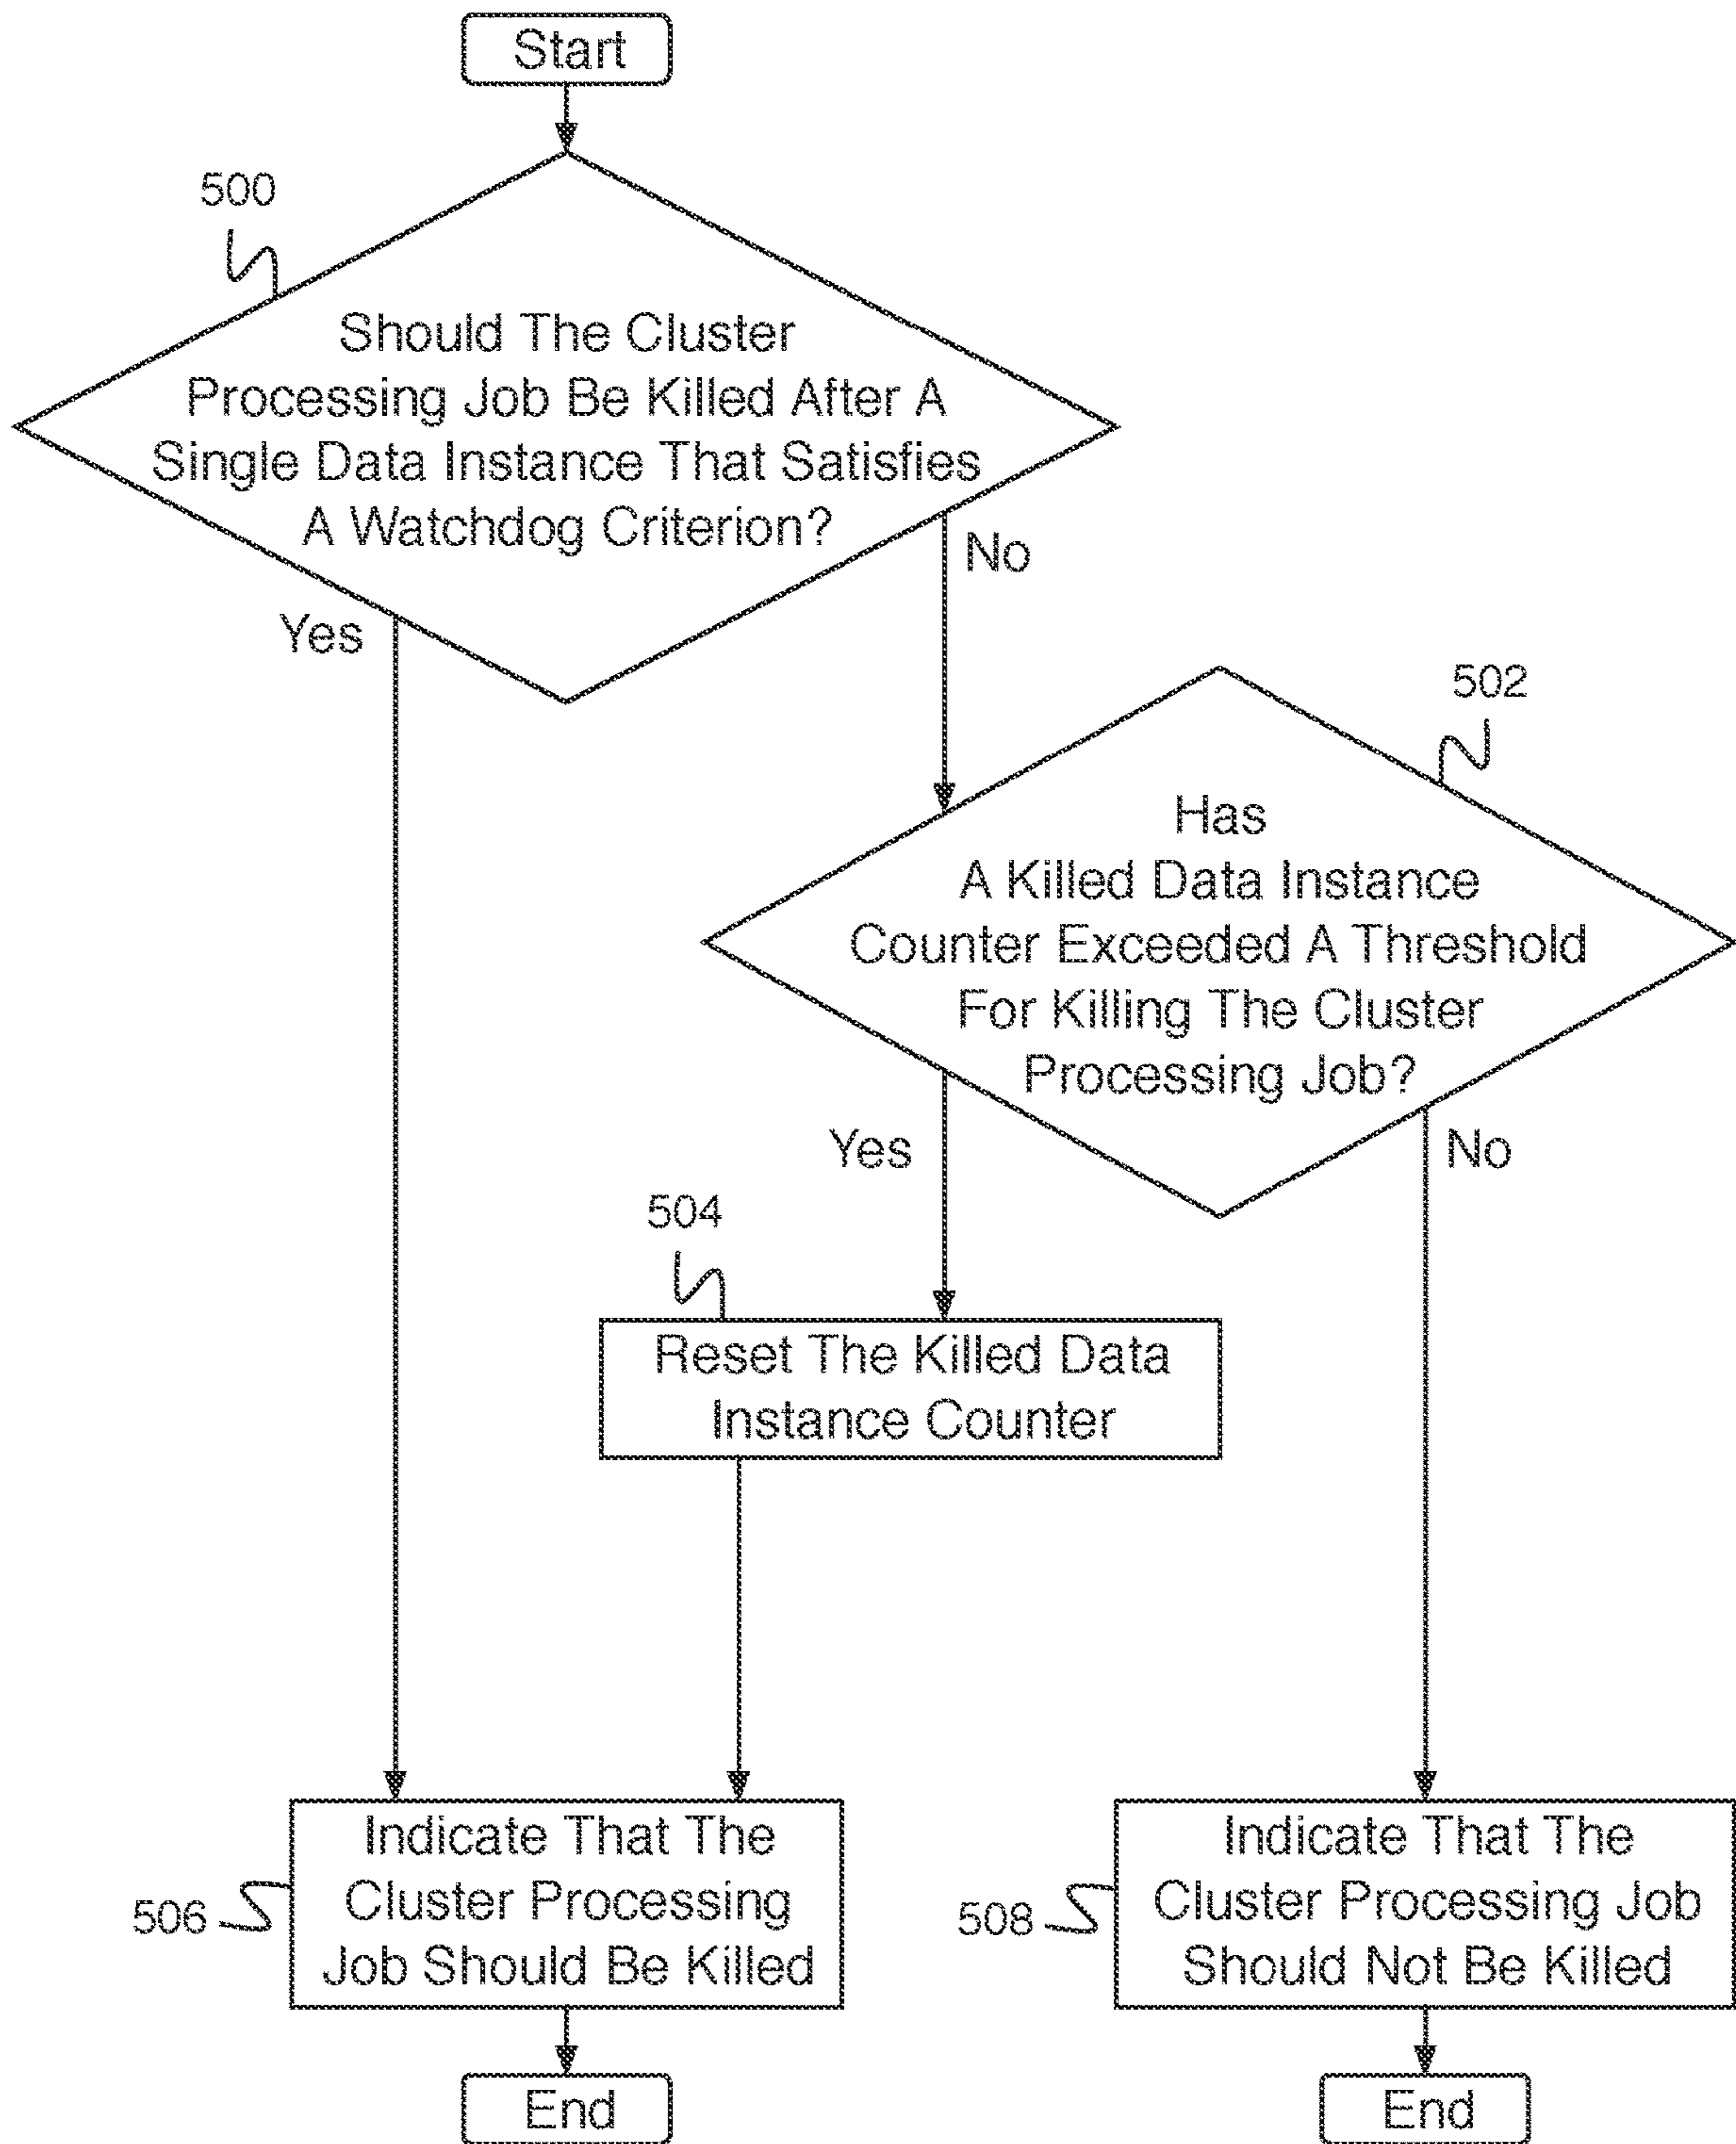 Start
500
Should The Cluster
Processing Job Be Killed After A
Single Data Instance That Satisfies
A Watchdog Criterion?
No
Yes
502
Has
A Killed Data Instance
Counter Exceeded A Threshold
For Killing The Cluster
Processing Job?
Yes
No
504
Reset The Killed Data
Instance Counter
Indicate That The
Cluster Processing
Job Should Be Killed
506
Indicate That The
Cluster Processing Job
Should Not Be Killed
508
End
End